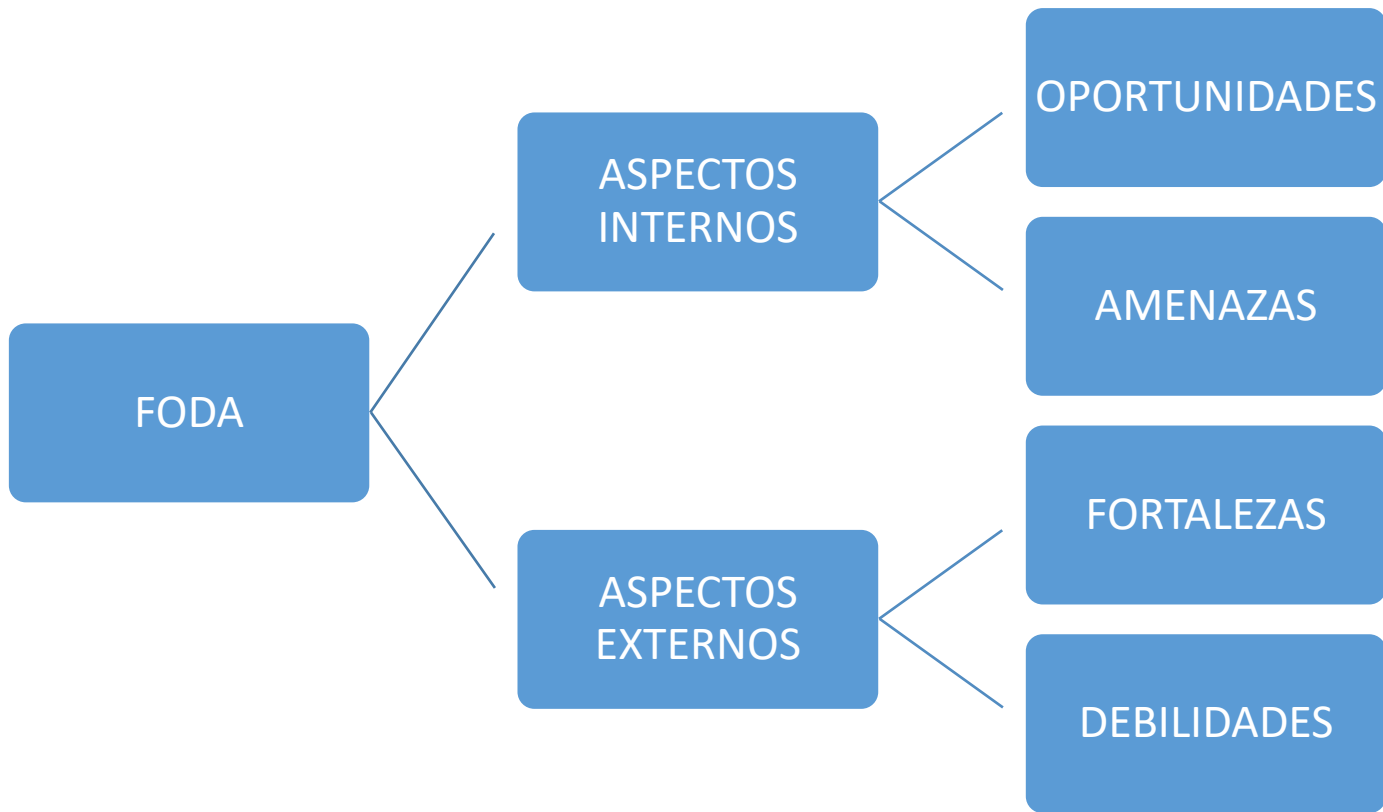 FODA
ASPECTOS
INTERNOS
OPORTUNIDADES
AMENAZAS
ASPECTOS
EXTERNOS
FORTALEZAS
DEBILIDADES